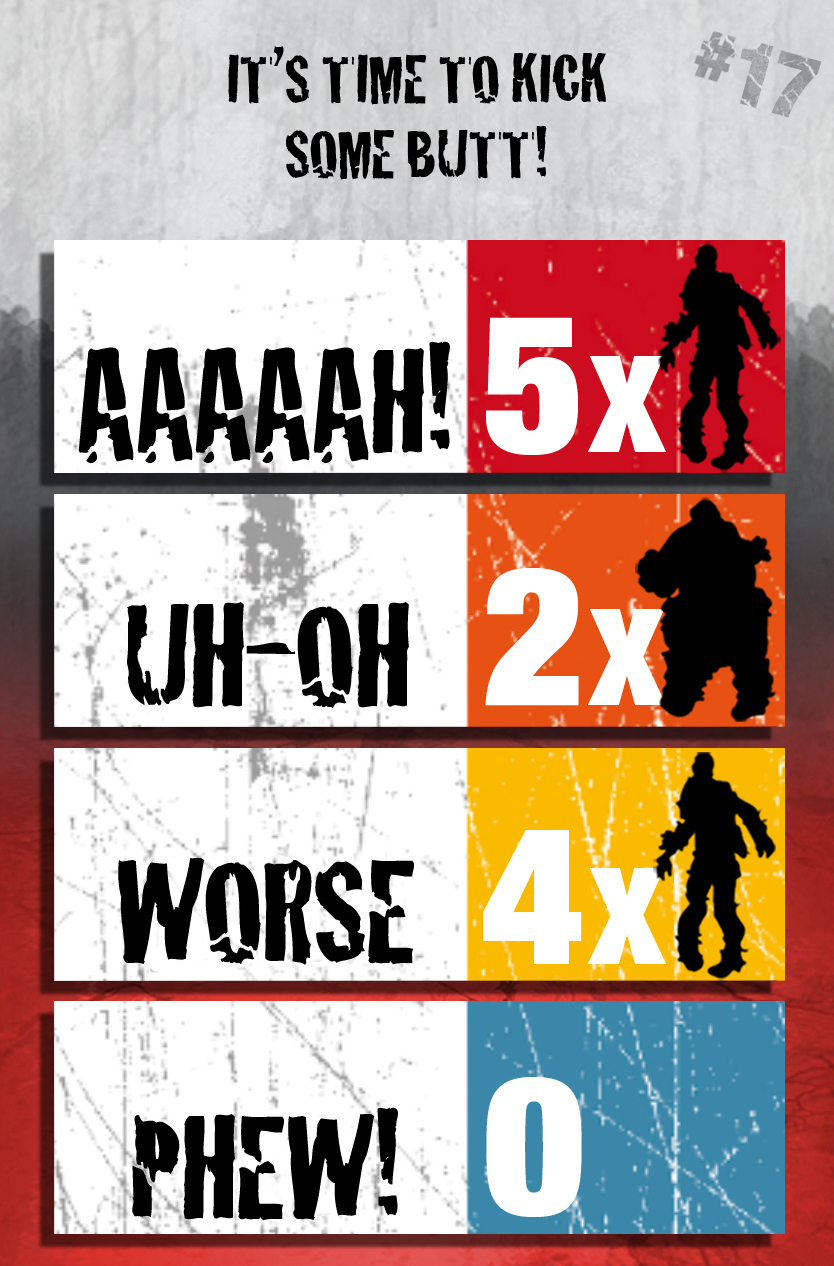 #17
IT'S TIME TO KICK
SOME BUTT!
AAAAAH!
5x
UH-OH
2x
WORSE
4x
PHEW!
0